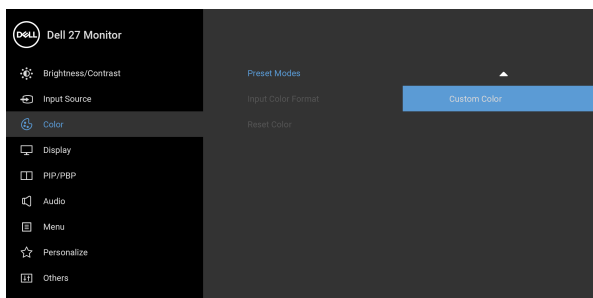 DELL Dell 27 Monitor
Brightness/Contrast
Preset Modes
Input Source
Input Color Format
Custom Color
Color
Reset Color
Display
PIP/PBP
Audio
Menu
Personalize
Others